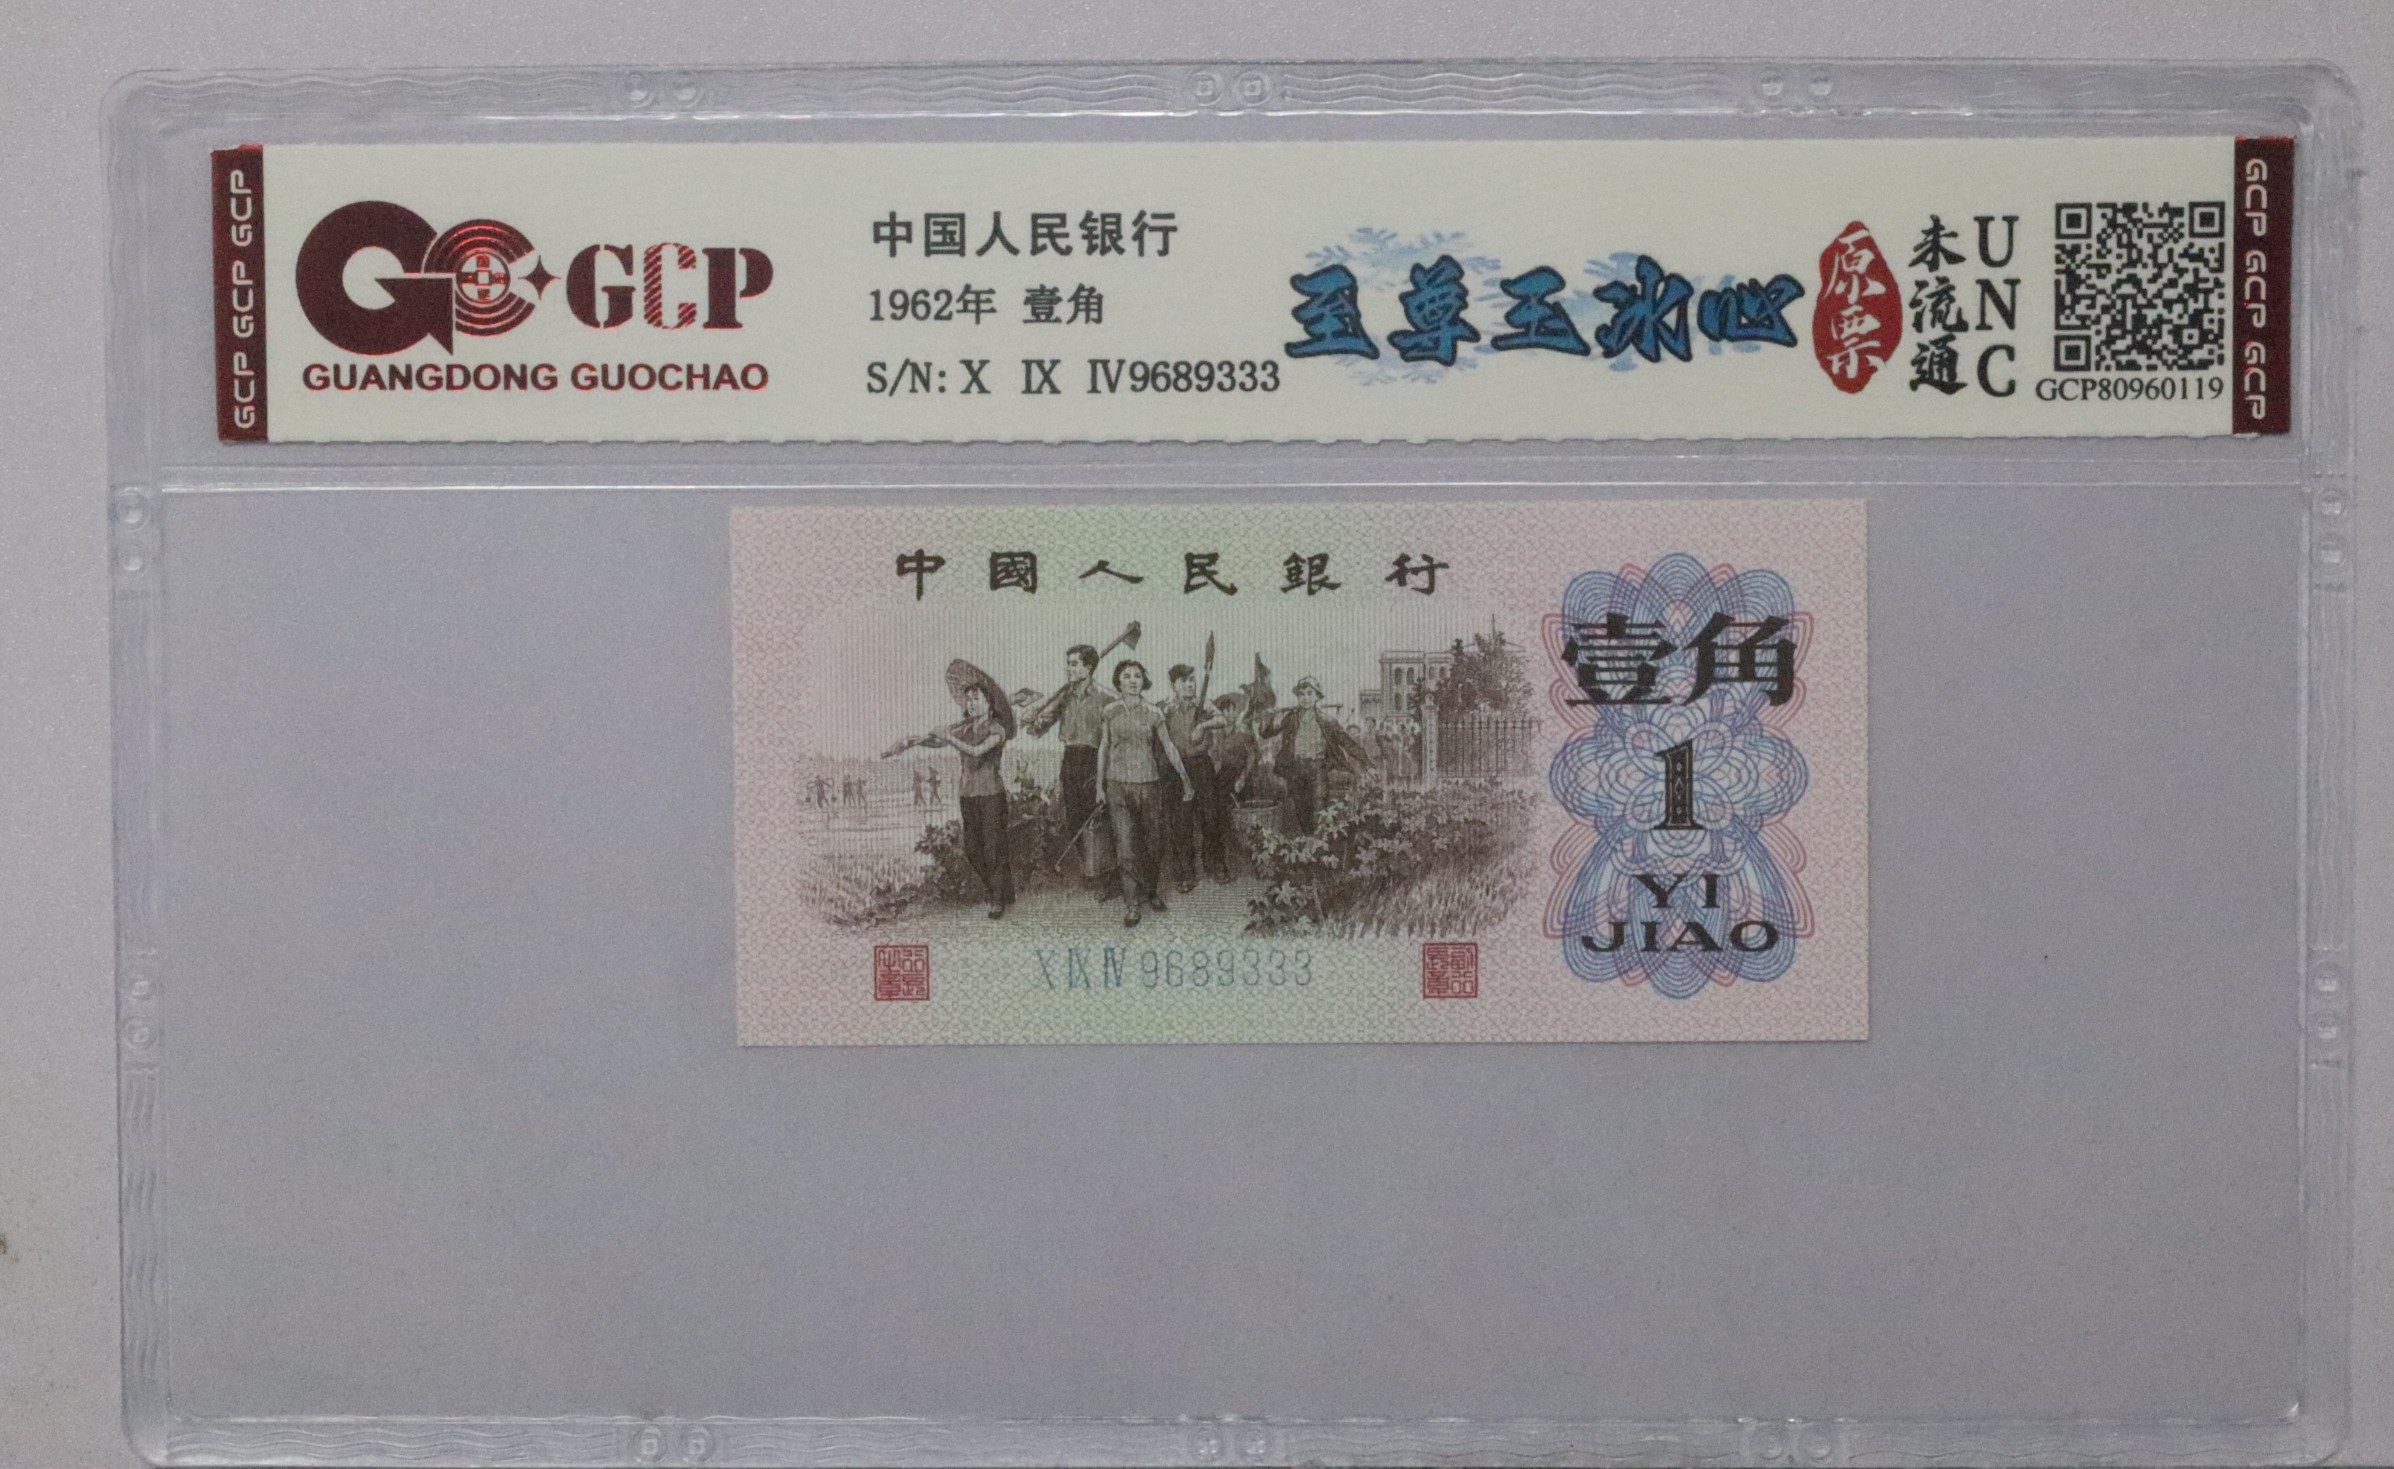 GCP GCP GCP
GCP
GUANGDONG GUOCHAO
中国人民银行
1962年 壹角
S/N: X IX IV9689333
至尊玉冰心
原票
未流通
UNC
GCP80960119
GCP GCP GCP
中國人民銀行
壹角
1
YI
JIAO
X IX IV 9689333